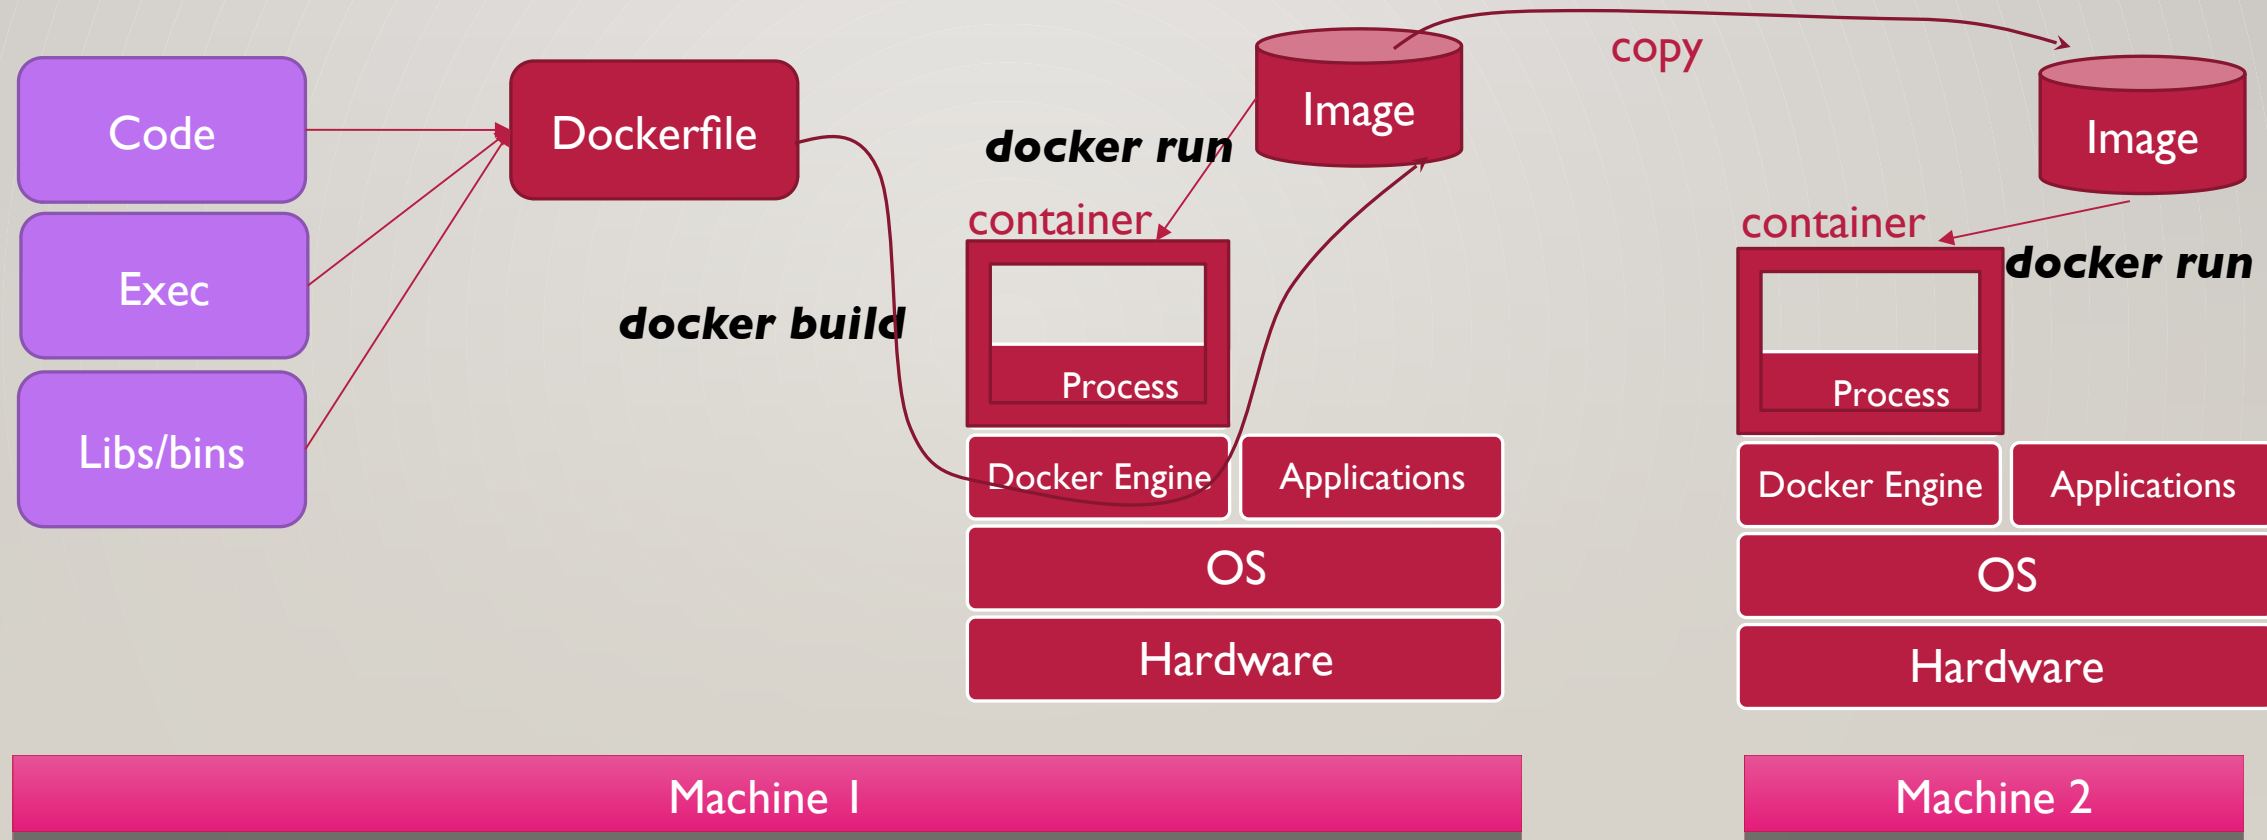 Code
Exec
Libs/bins
Dockerfile
docker build
docker run
Image
copy
container
Process
Docker Engine
Applications
OS
Hardware
Machine 1
Image
container
docker run
Process
Docker Engine
Applications
OS
Hardware
Machine 2